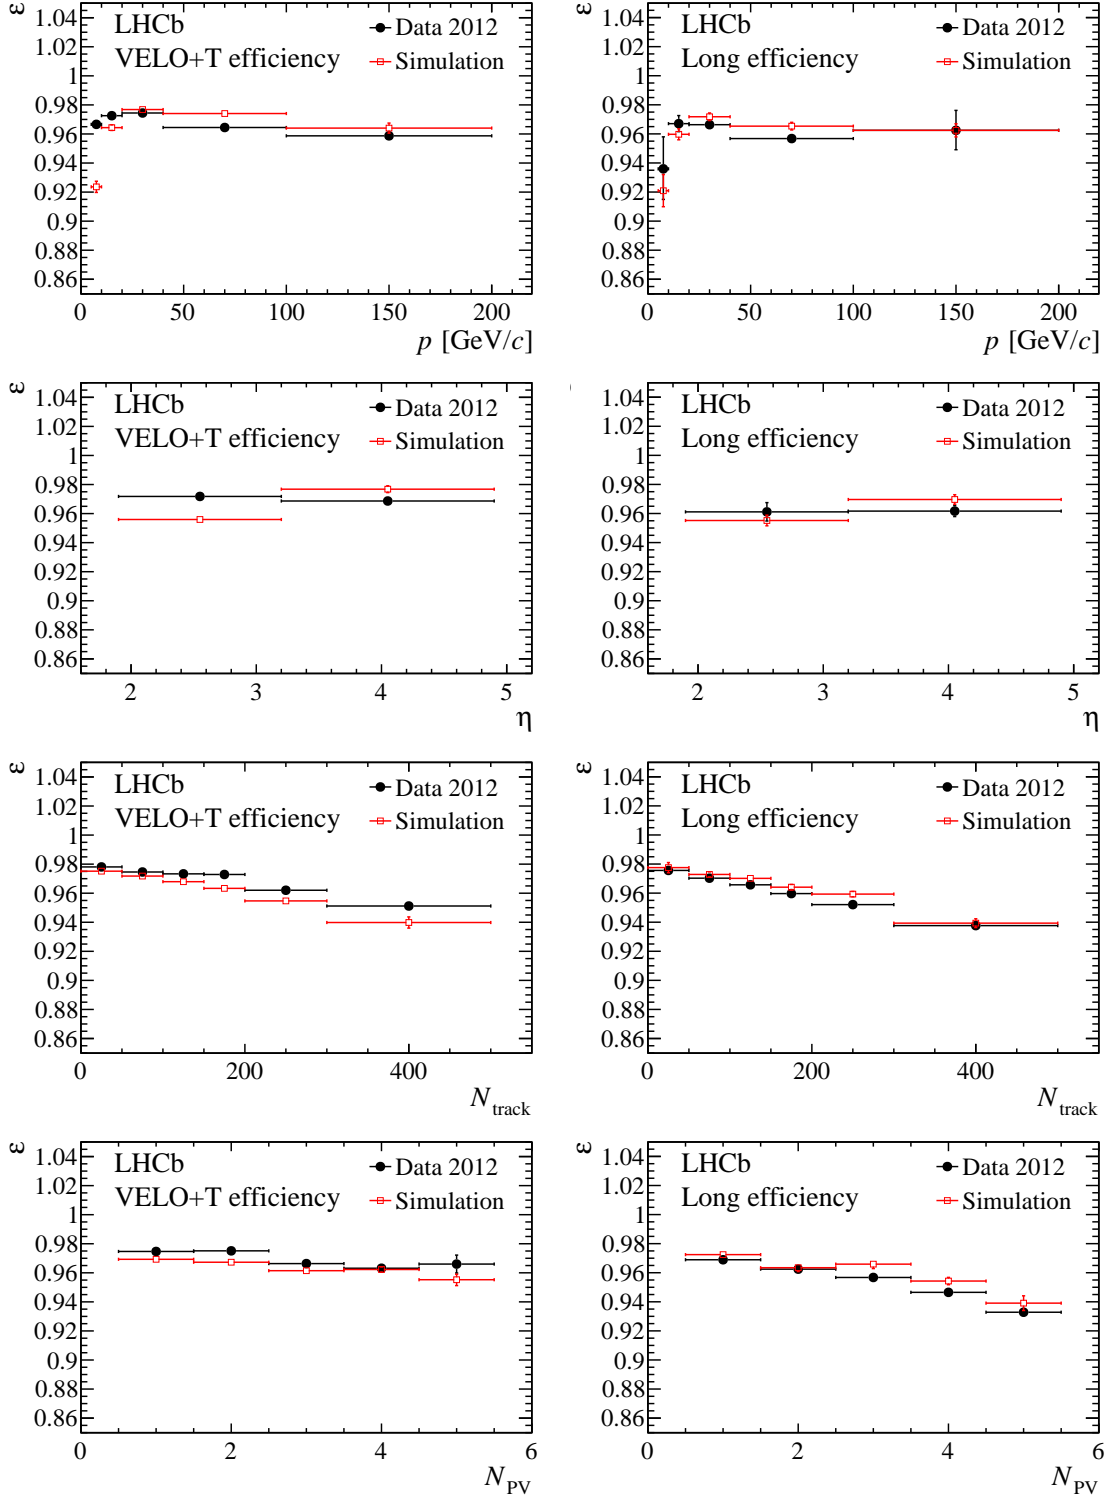 ε
1.04
1.02
1
0.98
0.96
0.94
0.92
0.9
0.88
0.86
LHCb
VELO+T efficiency
Data 2012
Simulation
0 50 100 150 200
p [GeV/c]
ε
1.04
1.02
1
0.98
0.96
0.94
0.92
0.9
0.88
0.86
LHCb
Long efficiency
Data 2012
Simulation
0 50 100 150 200
p [GeV/c]
ε
1.04
1.02
1
0.98
0.96
0.94
0.92
0.9
0.88
0.86
LHCb
VELO+T efficiency
Data 2012
Simulation
2 3 4 5
η
1.04
1.02
1
0.98
0.96
0.94
0.92
0.9
0.88
0.86
LHCb
Long efficiency
Data 2012
Simulation
2 3 4 5
η
ε
1.04
1.02
1
0.98
0.96
0.94
0.92
0.9
0.88
0.86
LHCb
VELO+T efficiency
Data 2012
Simulation
0 200 400
N_track
ε
1.04
1.02
1
0.98
0.96
0.94
0.92
0.9
0.88
0.86
LHCb
Long efficiency
Data 2012
Simulation
0 200 400
N_track
ε
1.04
1.02
1
0.98
0.96
0.94
0.92
0.9
0.88
0.86
LHCb
VELO+T efficiency
Data 2012
Simulation
0 2 4 6
N_PV
ε
1.04
1.02
1
0.98
0.96
0.94
0.92
0.9
0.88
0.86
LHCb
Long efficiency
Data 2012
Simulation
0 2 4 6
N_PV